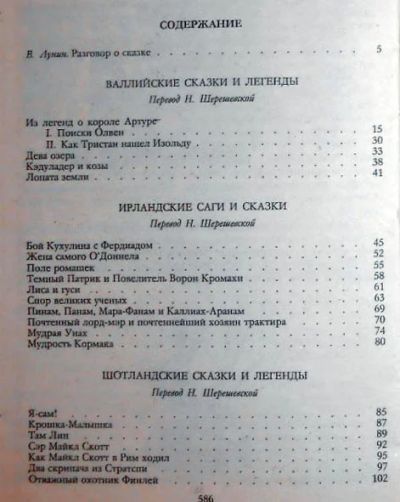 СОДЕРЖАНИЕ
В. Лунин. Разговор о сказке . . . . . . . . . . 5
ВАЛЛИЙСКИЕ СКАЗКИ И ЛЕГЕНДЫ
Перевод Н. Шерешевской
Из легенд о короле Артуре
I. Поиски Олвен . . . . . . . . . . 15
II. Как Тристан нашел Изольду . . . . . . . . . . 30
Дева озера . . . . . . . . . . 33
Кэдуладер и козы . . . . . . . . . . 38
Лопата земли . . . . . . . . . . 41
ИРЛАНДСКИЕ САГИ И СКАЗКИ
Перевод Н. Шерешевской
Бой Кухулина с Фердиадом . . . . . . . . . . 45
Жена самого О'Доннела . . . . . . . . . . 52
Поле ромашек . . . . . . . . . . 55
Темный Патрик и Повелитель Ворон Кромахи . . . . . 58
Лиса и гуси . . . . . . . . . . 61
Спор великих ученых . . . . . . . . . . 63
Пинам, Панам, Мара-Фанам и Каллиах-Аранам . . . . . 69
Почтенный лорд-мэр и почтеннейший хозяин трактира . . . 70
Мудрая Унах . . . . . . . . . . 74
Мудрость Кормака . . . . . . . . . . 80
ШОТЛАНДСКИЕ СКАЗКИ И ЛЕГЕНДЫ
Перевод Н. Шерешевской
Я-сам! . . . . . . . . . . 85
Крошка-Малышка . . . . . . . . . . 87
Там Лин . . . . . . . . . . 89
Сэр Майкл Скотт . . . . . . . . . . 92
Как Майкл Скотт в Рим ходил . . . . . . . . . . 95
Два скрипача из Стратспи . . . . . . . . . . 97
Отважный охотник Финлей . . . . . . . . . .
586